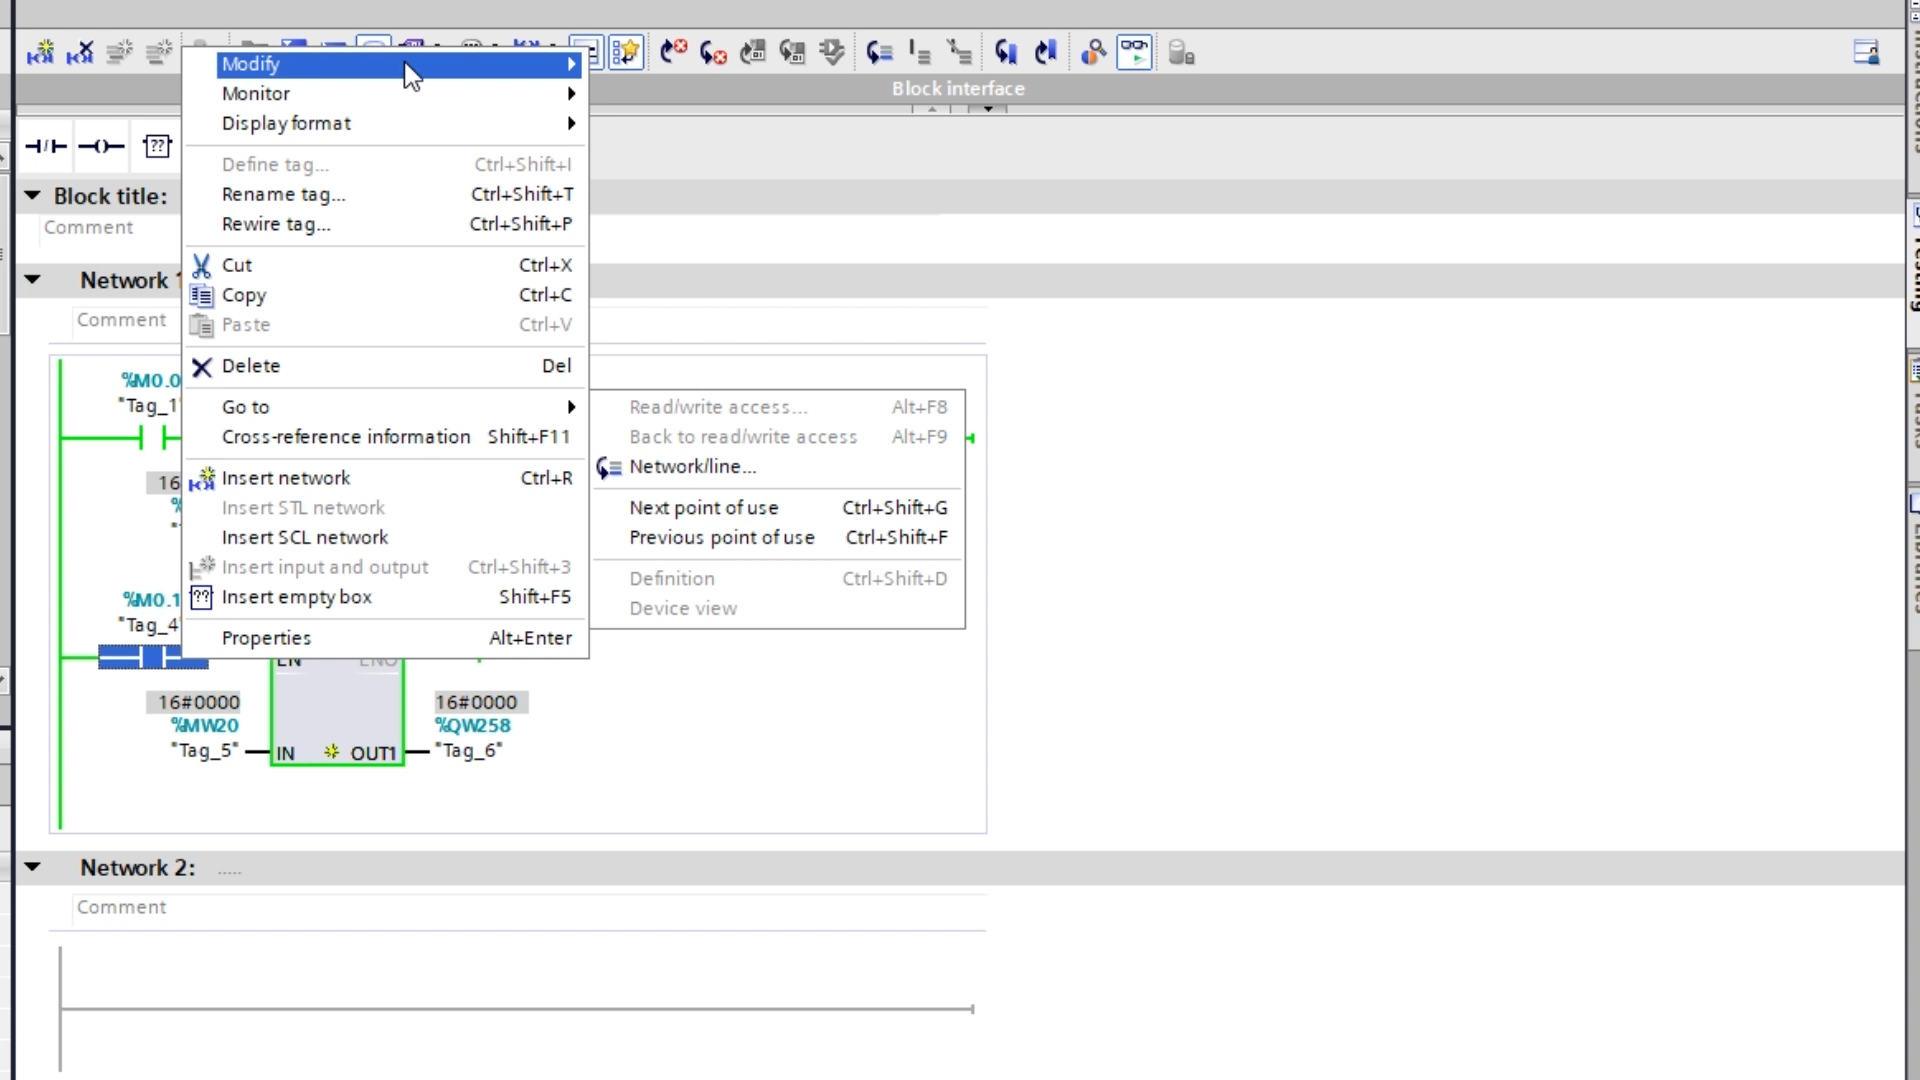 Modify
Block interface
Monitor
Display format
??
Define tag... Ctrl+Shift+I
Block title:
Rename tag... Ctrl+Shift+T
Comment
Rewire tag... Ctrl+Shift+P
Cut Ctrl+X
Network 1
Copy Ctrl+C
Comment
Paste Ctrl+V
Delete Del
%M0.0
"Tag_1"
Go to
Read/write access... Alt+F8
Cross-reference information Shift+F11
Back to read/write access Alt+F9
Network/line...
16
Insert network Ctrl+R
%
Insert STL network
Next point of use Ctrl+Shift+G
"
Insert SCL network
Previous point of use Ctrl+Shift+F
Insert input and output Ctrl+Shift+3
Definition Ctrl+Shift+D
%M0.1
?? Insert empty box Shift+F5
Device view
"Tag_4"
Properties Alt+Enter
EN ENO
16#0000 16#0000
%MW20 %QW258
"Tag_5" IN OUT1 "Tag_6"
Network 2: .....
Comment
Testing